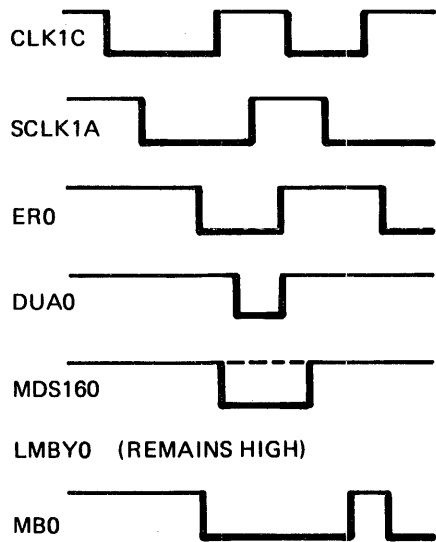 CLK1C
SCLK1A
ER0
DUA0
MDS160
LMBY0 (REMAINS HIGH)
MB0